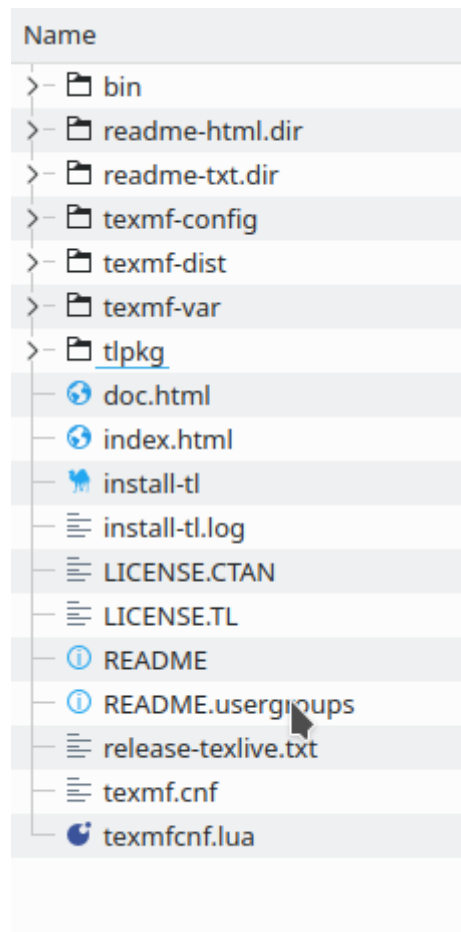 Name
bin
readme-html.dir
readme-txt.dir
texmf-config
texmf-dist
texmf-var
tlpkg
doc.html
index.html
install-tl
install-tl.log
LICENSE.CTAN
LICENSE.TL
README
README.usergroups
release-texlive.txt
texmf.cnf
texmfcnf.lua